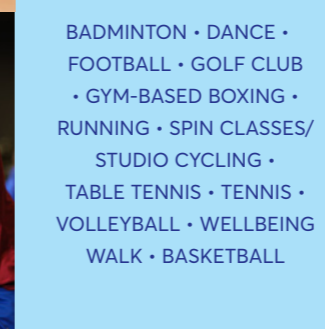 BADMINTON • DANCE •
FOOTBALL • GOLF CLUB
• GYM-BASED BOXING •
RUNNING • SPIN CLASSES/
STUDIO CYCLING •
TABLE TENNIS • TENNIS •
VOLLEYBALL • WELLBEING
WALK • BASKETBALL